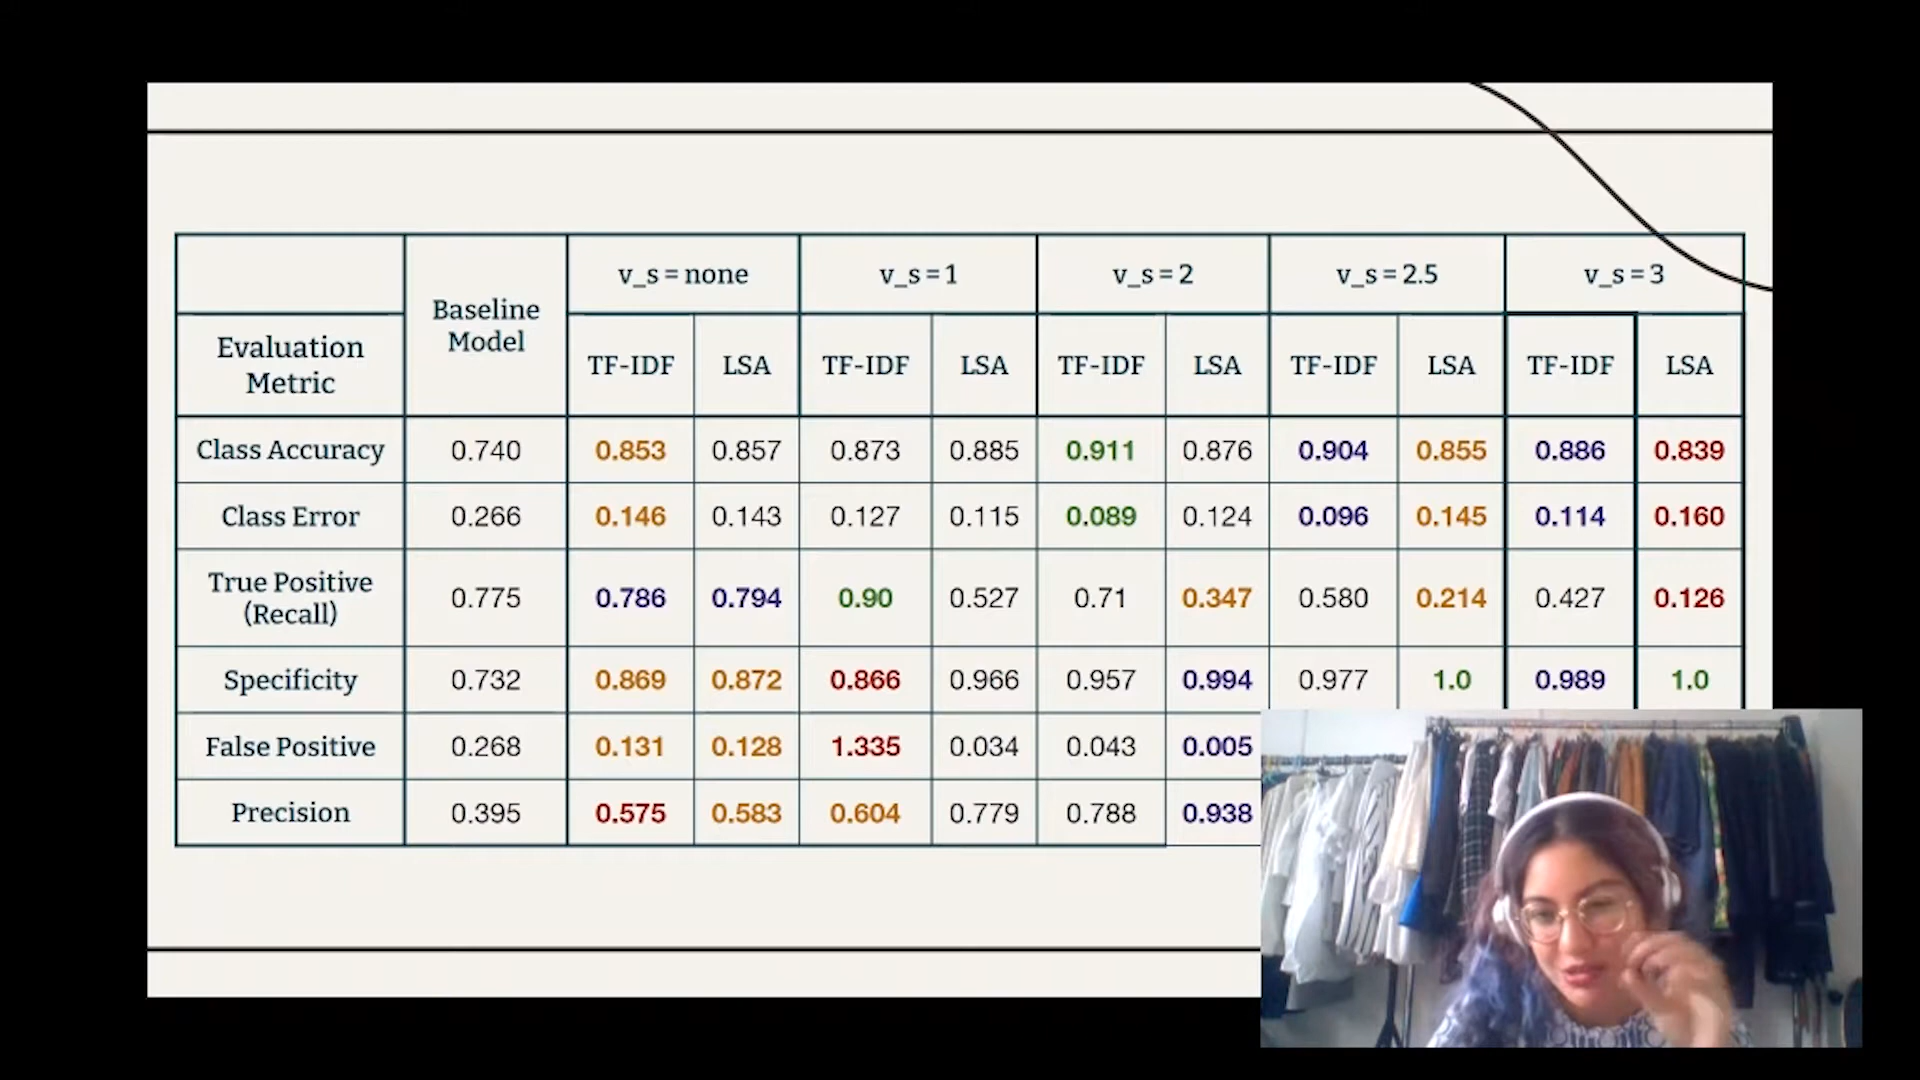 v_s = none v_s = 1 v_s = 2 v_s = 2.5 v_s = 3
Baseline
Model
Evaluation
Metric
TF-IDF LSA TF-IDF LSA TF-IDF LSA TF-IDF LSA TF-IDF LSA
Class Accuracy 0.740 0.853 0.857 0.873 0.885 0.911 0.876 0.904 0.855 0.886 0.839
Class Error 0.266 0.146 0.143 0.127 0.115 0.089 0.124 0.096 0.145 0.114 0.160
True Positive
(Recall)
0.775 0.786 0.794 0.90 0.527 0.71 0.347 0.580 0.214 0.427 0.126
Specificity 0.732 0.869 0.872 0.866 0.966 0.957 0.994 0.977 1.0 0.989 1.0
False Positive 0.268 0.131 0.128 1.335 0.034 0.043 0.005
Precision 0.395 0.575 0.583 0.604 0.779 0.788 0.938